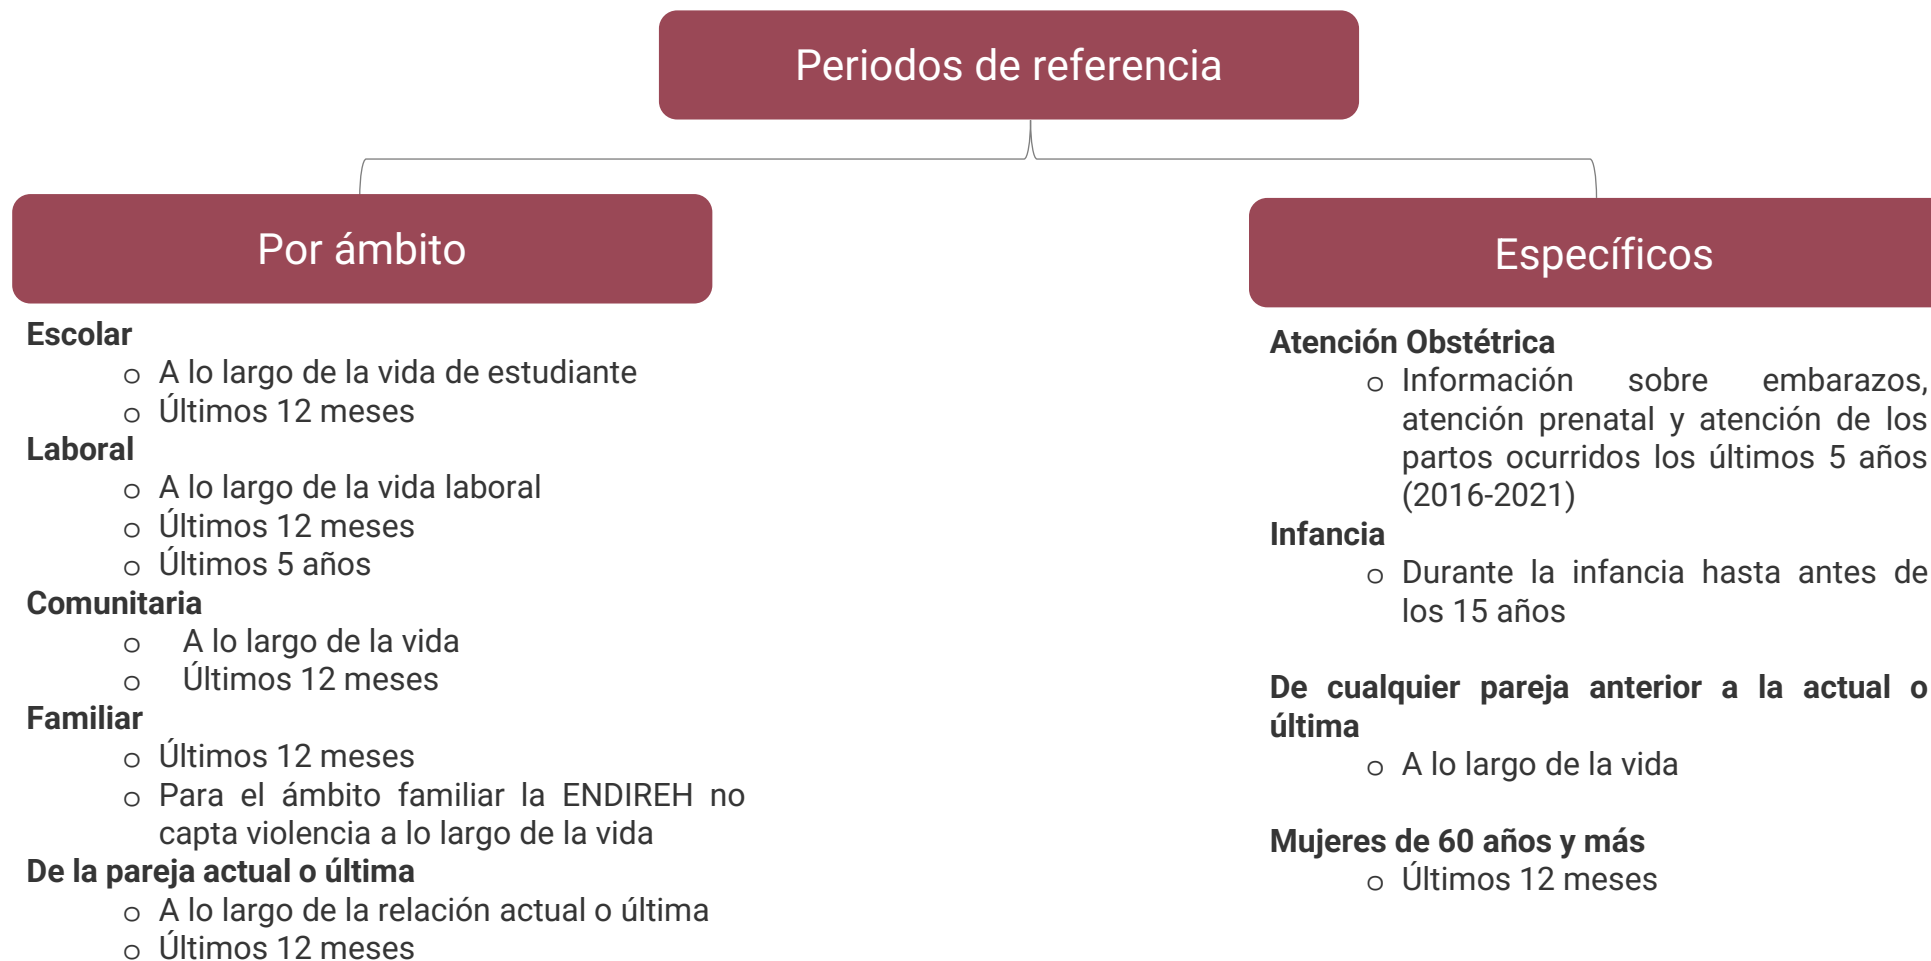 Periodos de referencia
Por ámbito
Escolar
o A lo largo de la vida de estudiante
o Últimos 12 meses
Laboral
o A lo largo de la vida laboral
o Últimos 12 meses
o Últimos 5 años
Comunitaria
o A lo largo de la vida
o Últimos 12 meses
Familiar
o Últimos 12 meses
o Para el ámbito familiar la ENDIREH no
capta violencia a lo largo de la vida
De la pareja actual o última
o A lo largo de la relación actual o última
o Últimos 12 meses
Específicos
Atención Obstétrica
o Información sobre embarazos,
atención prenatal y atención de los
partos ocurridos los últimos 5 años
(2016-2021)
Infancia
o Durante la infancia hasta antes de
los 15 años
De cualquier pareja anterior a la actual o
última
o A lo largo de la vida
Mujeres de 60 años y más
o Últimos 12 meses